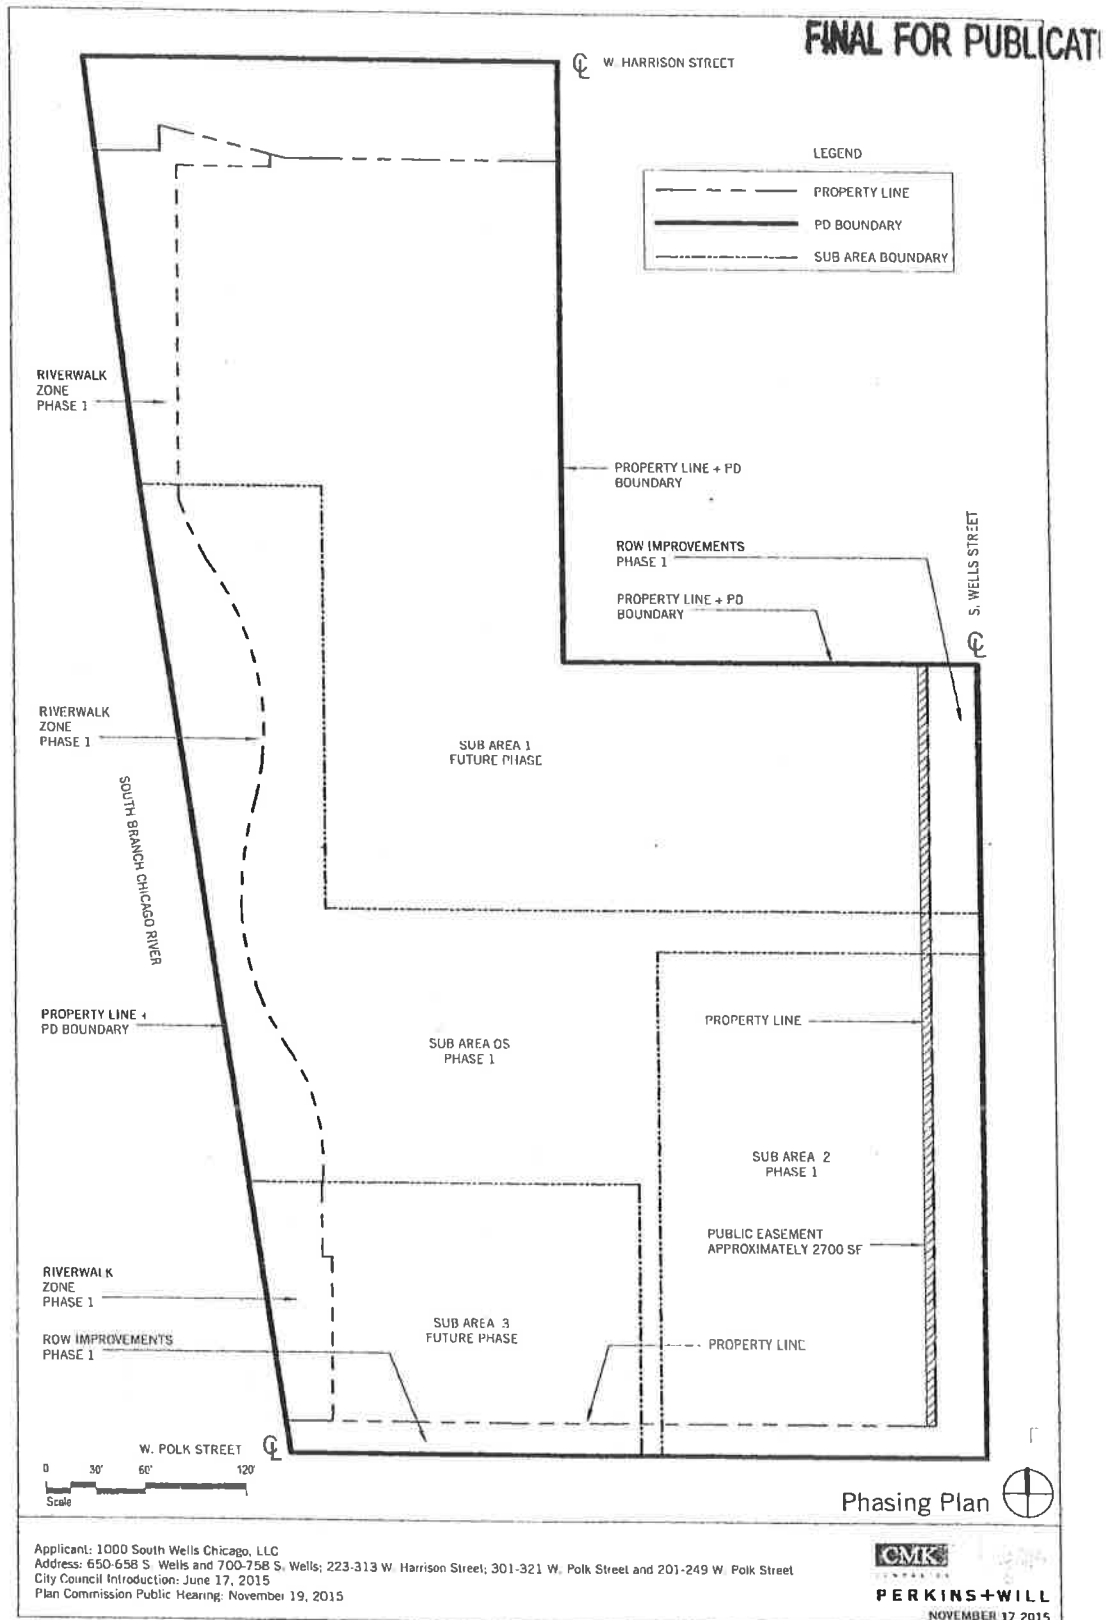 FINAL FOR PUBLICATI
W. HARRISON STREET
LEGEND
PROPERTY LINE
PD BOUNDARY
SUB AREA BOUNDARY
RIVERWALK
ZONE
PHASE 1
PROPERTY LINE + PD
BOUNDARY
ROW IMPROVEMENTS
PHASE 1
S. WELLS STREET
PROPERTY LINE + PD
BOUNDARY
RIVERWALK
ZONE
PHASE 1
SUB AREA 1
FUTURE PHASE
SOUTH BRANCH CHICAGO RIVER
PROPERTY LINE +
PD BOUNDARY
PROPERTY LINE
SUB AREA OS
PHASE 1
SUB AREA 2
PHASE 1
PUBLIC EASEMENT
APPROXIMATELY 2700 SF
RIVERWALK
ZONE
PHASE 1
SUB AREA 3
FUTURE PHASE
ROW IMPROVEMENTS
PHASE 1
PROPERTY LINE
W. POLK STREET
0 30' 60' 120'
Scale
Phasing Plan
Applicant: 1000 South Wells Chicago, LLC
Address: 650-658 S. Wells and 700-758 S. Wells; 223-313 W. Harrison Street; 301-321 W. Polk Street and 201-249 W. Polk Street
City Council Introduction: June 17, 2015
Plan Commission Public Hearing: November 19, 2015
CMK
COMPANIES
PERKINS+WILL
NOVEMBER 17 2015